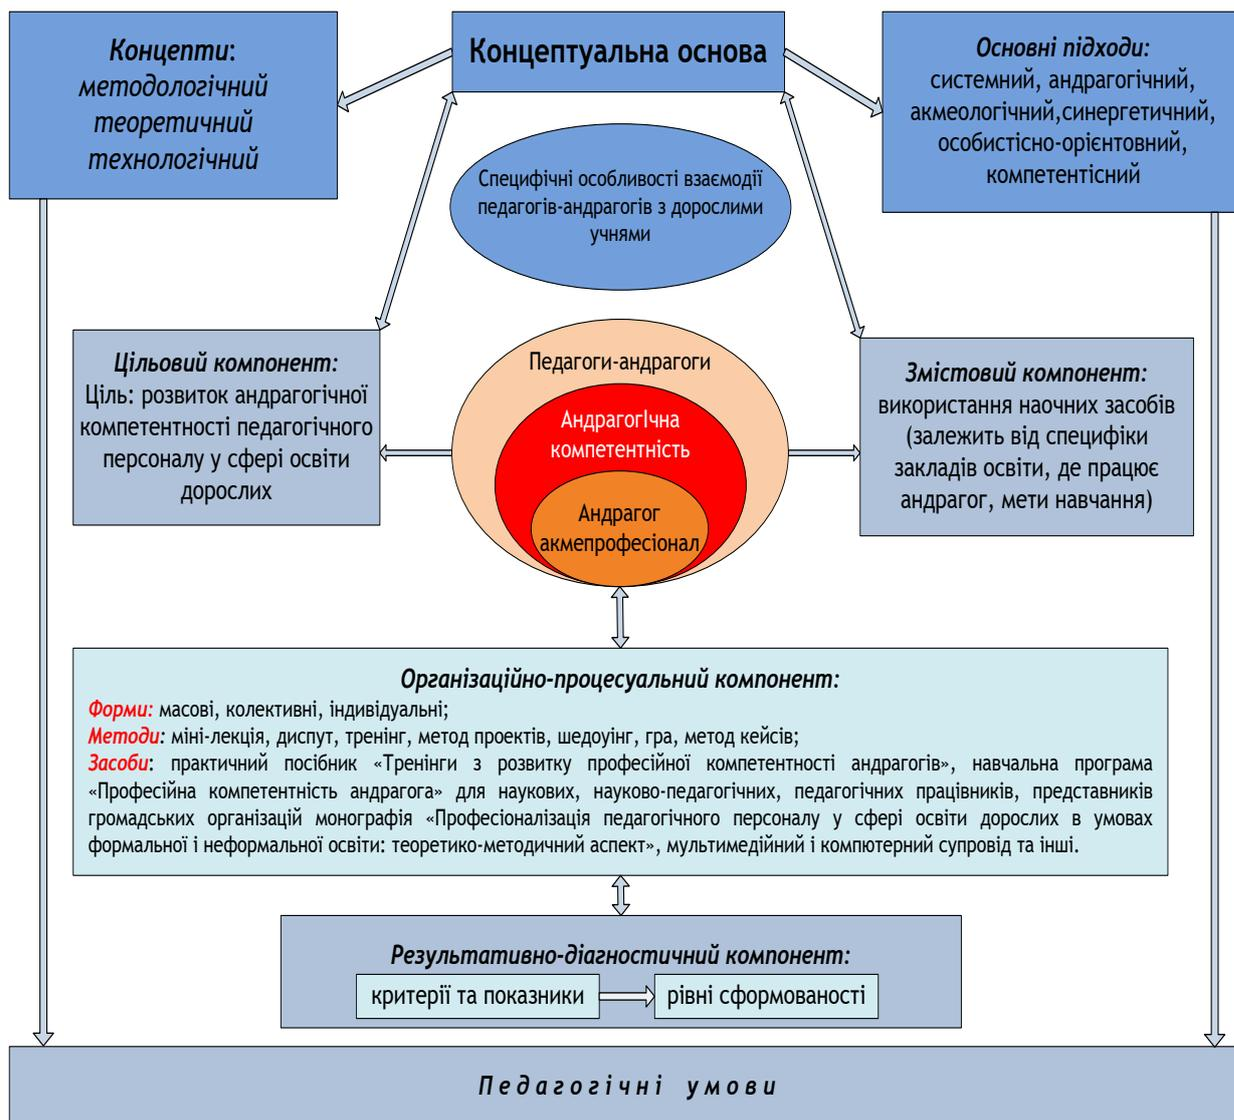 Концепти:
методологічний
теоретичний
технологічний
Концептуальна основа
Основні підходи:
системний, андрагогічний,
акмеологічний,синергетичний,
особистісно-орієнтовний,
компетентісний
Специфічні особливості взаємодії
педагогів-андрагогів з дорослими
учнями
Цільовий компонент:
Ціль: розвиток андрагогічної
компетентності педагогічного
персоналу у сфері освіти
дорослих
Педагоги-андрагоги
АндрагогІчна
компетентність
Андрагог
акмепрофесіонал
Змістовий компонент:
використання наочних засобів
(залежить від специфіки
закладів освіти, де працює
андрагог, мети навчання)
Організаційно-процесуальний компонент:
Форми: масові, колективні, індивідуальні;
Методи: міні-лекція, диспут, тренінг, метод проектів, шедоуінг, гра, метод кейсів;
Засоби: практичний посібник «Тренінги з розвитку професійної компетентності андрагогів», навчальна програма
«Професійна компетентність андрагога» для наукових, науково-педагогічних, педагогічних працівників, представників
громадських організацій монографія «Професіоналізація педагогічного персоналу у сфері освіти дорослих в умовах
формальної і неформальної освіти: теоретико-методичний аспект», мультимедійний і компютерний супровід та інші.
Результативно-діагностичний компонент:
критерії та показники
рівні сформованості
Педагогічні умови